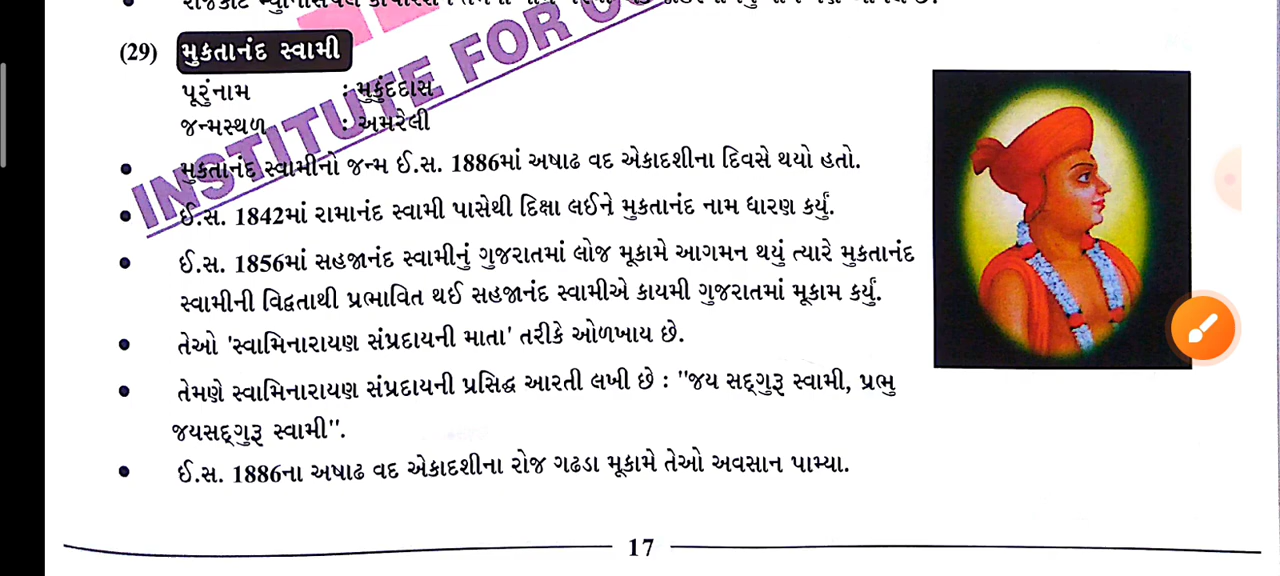 (29) મુકતાનંદ સ્વામી
પૂરુંનામ : મુકુંદદાસ
જન્મસ્થળ : અમરેલી
• મુકતાનંદ સ્વામીનો જન્મ ઈ.સ. 1886માં અષાઢ વદ એકાદશીના દિવસે થયો હતો.
• ઈ.સ. 1842માં રામાનંદ સ્વામી પાસેથી દિક્ષા લઈને મુકતાનંદ નામ ધારણ કર્યું.
• ઈ.સ. 1856માં સહજાનંદ સ્વામીનું ગુજરાતમાં લોજ મૂકામે આગમન થયું ત્યારે મુકતાનંદ
સ્વામીની વિદ્વતાથી પ્રભાવિત થઈ સહજાનંદ સ્વામીએ કાયમી ગુજરાતમાં મૂકામ કર્યું.
• તેઓ 'સ્વામિનારાયણ સંપ્રદાયની માતા' તરીકે ઓળખાય છે.
• તેમણે સ્વામિનારાયણ સંપ્રદાયની પ્રસિદ્ધ આરતી લખી છે : "જય સદ્ગુરૂ સ્વામી, પ્રભુ
જયસદ્ગુરૂ સ્વામી".
• ઈ.સ. 1886ના અષાઢ વદ એકાદશીના રોજ ગઢડા મૂકામે તેઓ અવસાન પામ્યા.
17
INSTITUTE FOR